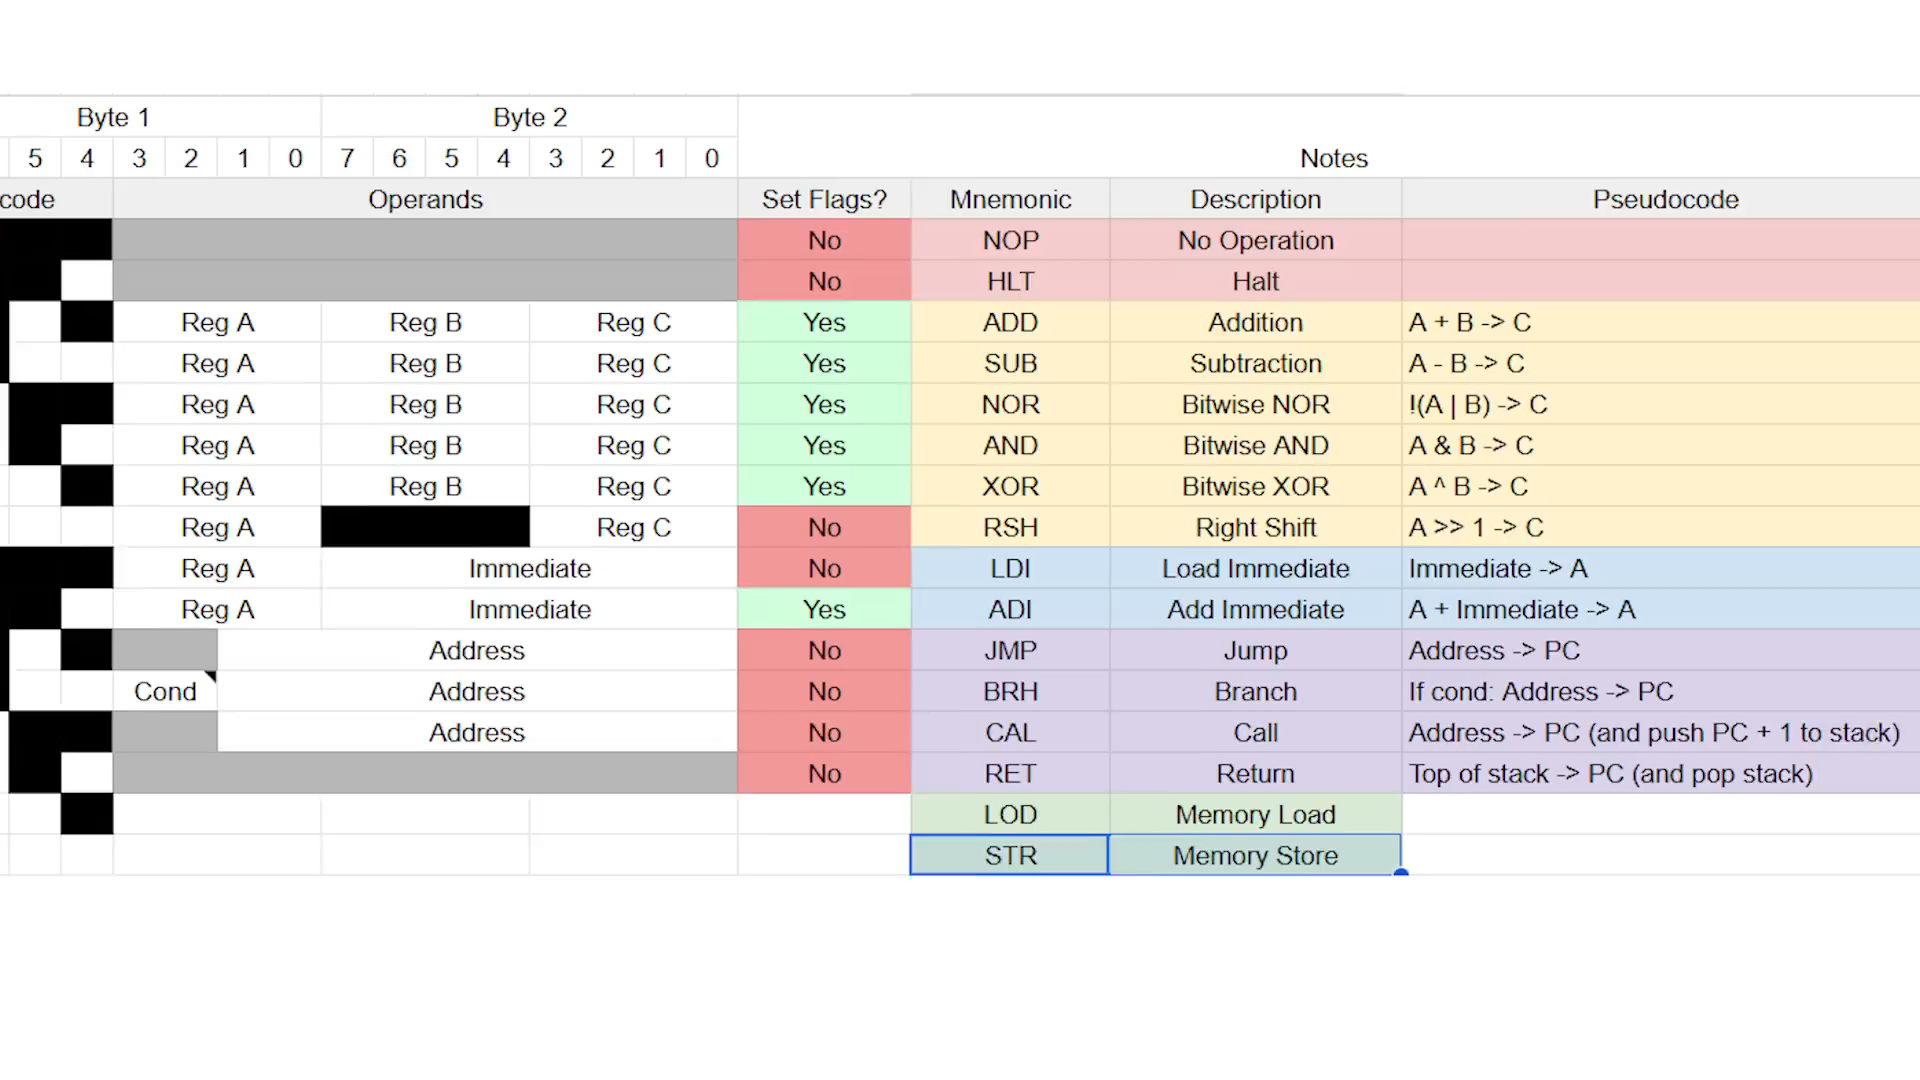 Byte 1 Byte 2
5 4 3 2 1 0 7 6 5 4 3 2 1 0 Notes
code Operands Set Flags? Mnemonic Description Pseudocode
No NOP No Operation
No HLT Halt
Reg A Reg B Reg C Yes ADD Addition A + B -> C
Reg A Reg B Reg C Yes SUB Subtraction A - B -> C
Reg A Reg B Reg C Yes NOR Bitwise NOR !(A | B) -> C
Reg A Reg B Reg C Yes AND Bitwise AND A & B -> C
Reg A Reg B Reg C Yes XOR Bitwise XOR A ^ B -> C
Reg A Reg C No RSH Right Shift A >> 1 -> C
Reg A Immediate No LDI Load Immediate Immediate -> A
Reg A Immediate Yes ADI Add Immediate A + Immediate -> A
Address No JMP Jump Address -> PC
Cond Address No BRH Branch If cond: Address -> PC
Address No CAL Call Address -> PC (and push PC + 1 to stack)
No RET Return Top of stack -> PC (and pop stack)
LOD Memory Load
STR Memory Store